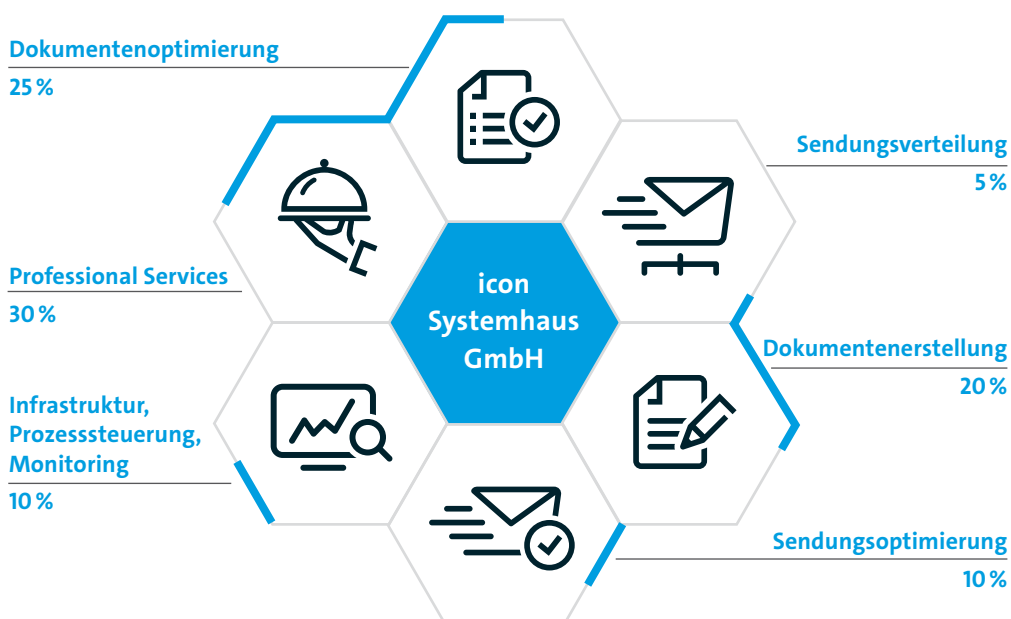 Dokumentenoptimierung
25 %
Sendungsverteilung
5 %
icon
Systemhaus
GmbH
Professional Services
30 %
Dokumentenerstellung
20 %
Infrastruktur,
Prozesssteuerung,
Monitoring
10 %
Sendungsoptimierung
10 %